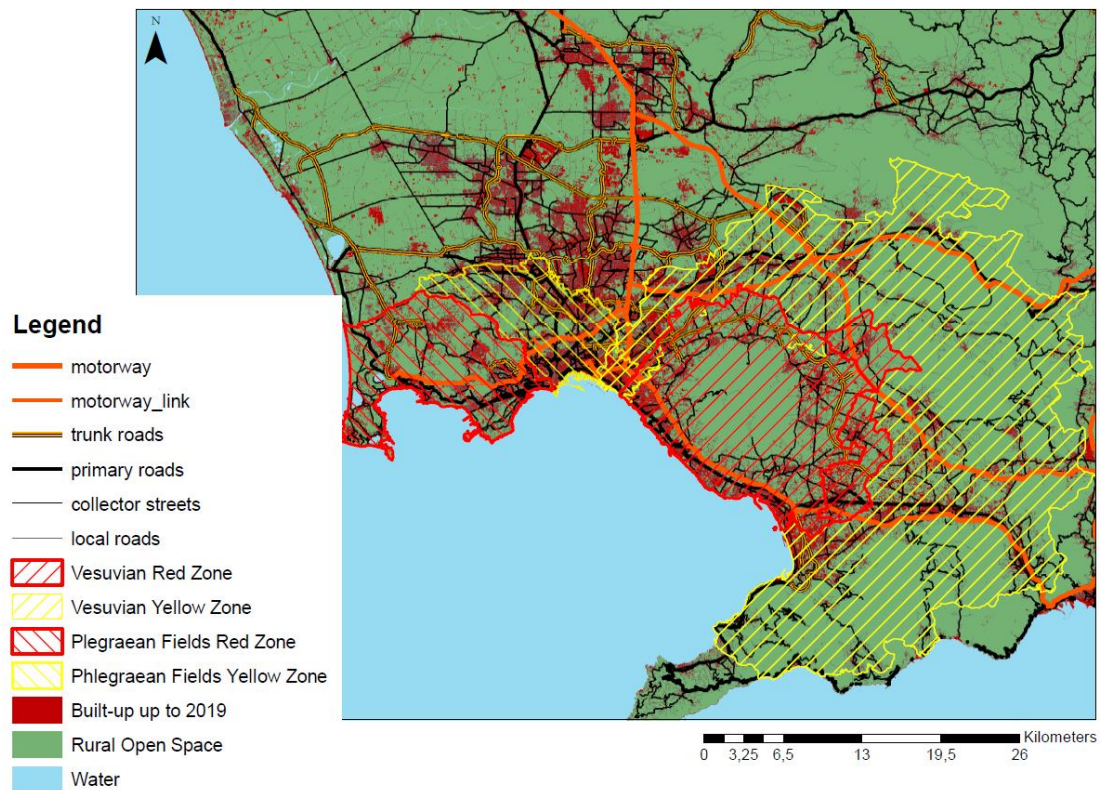 N
Legend
motorway
motorway_link
trunk roads
primary roads
collector streets
local roads
Vesuvian Red Zone
Vesuvian Yellow Zone
Plegraean Fields Red Zone
Phlegraean Fields Yellow Zone
Built-up up to 2019
Rural Open Space
Water
Kilometers
0 3,25 6,5 13 19,5 26